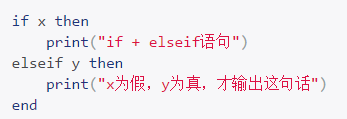 if x then
    print("if + elseif语句")
elseif y then
    print("x为假，y为真，才输出这句话")
end